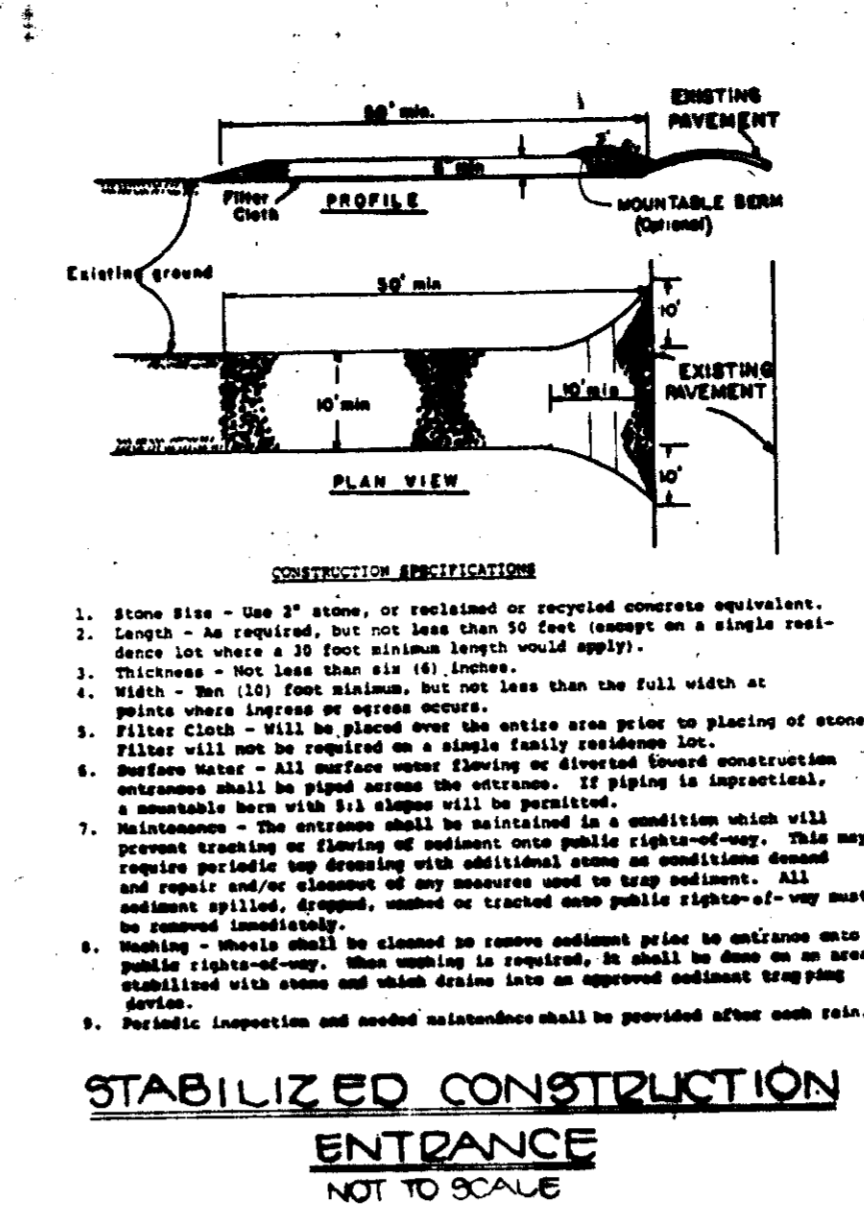 50' min.
EXISTING
PAVEMENT
6" min
Filter
Cloth
PROFILE
MOUNTABLE BERM
(Optional)
Existing ground
50' min
10'
EXISTING
PAVEMENT
10' min
10' min
10'
PLAN VIEW
CONSTRUCTION SPECIFICATIONS
1. Stone Size - Use 2" stone, or reclaimed or recycled concrete equivalent.
2. Length - As required, but not less than 50 feet (except on a single resi-
dence lot where a 30 foot minimum length would apply).
3. Thickness - Not less than six (6) inches.
4. Width - Ten (10) foot minimum, but not less than the full width at
points where ingress or egress occurs.
5. Filter Cloth - Will be placed over the entire area prior to placing of stone
Filter will not be required on a single family residence lot.
6. Surface Water - All surface water flowing or diverted toward construction
entrances shall be piped across the entrance. If piping is impractical,
a mountable berm with 5:1 slopes will be permitted.
7. Maintenance - The entrance shall be maintained in a condition which will
prevent tracking or flowing of sediment onto public rights-of-way. This may
require periodic top dressing with additional stone as conditions demand
and repair and/or cleanout of any measures used to trap sediment. All
sediment spilled, dropped, washed or tracked onto public rights-of-way must
be removed immediately.
8. Washing - Wheels shall be cleaned to remove sediment prior to entrance onto
public rights-of-way. When washing is required, it shall be done on an area
stabilized with stone and which drains into an approved sediment trapping
device.
9. Periodic inspection and needed maintenance shall be provided after each rain.
STABILIZED CONSTRUCTION
ENTRANCE
NOT TO SCALE